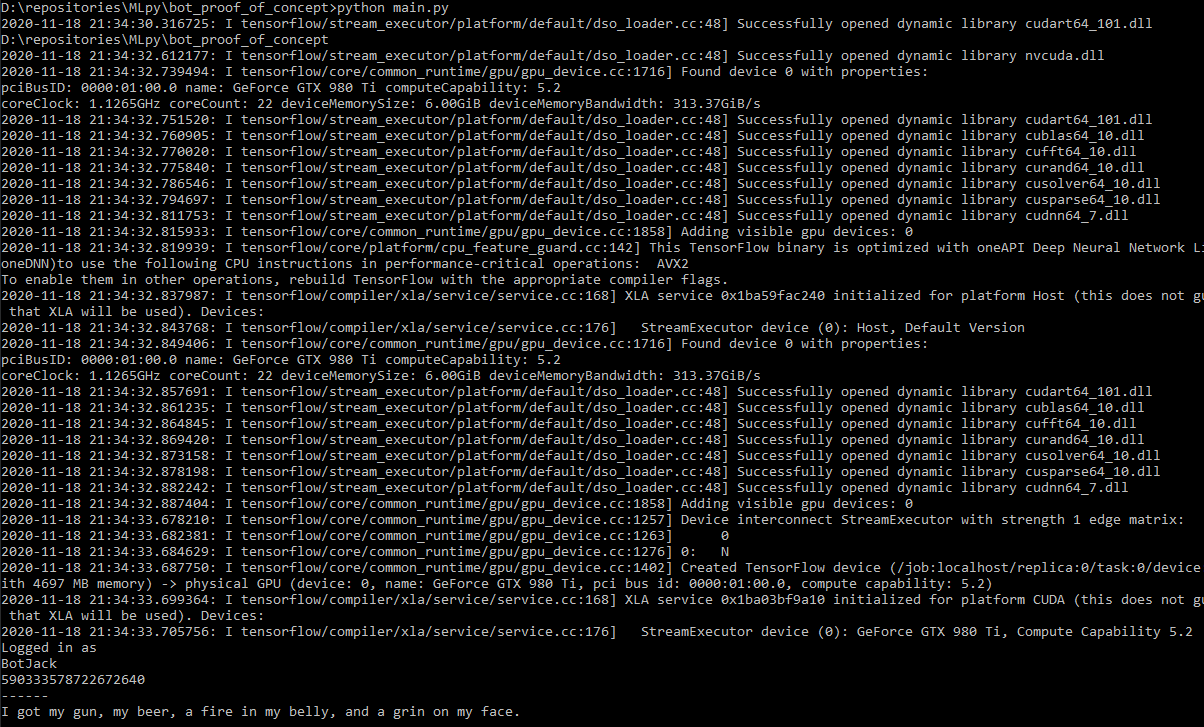 D:\repositories\MLpy\bot_proof_of_concept>python main.py
2020-11-18 21:34:30.316725: I tensorflow/stream_executor/platform/default/dso_loader.cc:48] Successfully opened dynamic library cudart64_101.dll
D:\repositories\MLpy\bot_proof_of_concept
2020-11-18 21:34:32.612177: I tensorflow/stream_executor/platform/default/dso_loader.cc:48] Successfully opened dynamic library nvcuda.dll
2020-11-18 21:34:32.739494: I tensorflow/core/common_runtime/gpu/gpu_device.cc:1716] Found device 0 with properties:
pciBusID: 0000:01:00.0 name: GeForce GTX 980 Ti computeCapability: 5.2
coreClock: 1.1265GHz coreCount: 22 deviceMemorySize: 6.00GiB deviceMemoryBandwidth: 313.37GiB/s
2020-11-18 21:34:32.751520: I tensorflow/stream_executor/platform/default/dso_loader.cc:48] Successfully opened dynamic library cudart64_101.dll
2020-11-18 21:34:32.760905: I tensorflow/stream_executor/platform/default/dso_loader.cc:48] Successfully opened dynamic library cublas64_10.dll
2020-11-18 21:34:32.770020: I tensorflow/stream_executor/platform/default/dso_loader.cc:48] Successfully opened dynamic library cufft64_10.dll
2020-11-18 21:34:32.775840: I tensorflow/stream_executor/platform/default/dso_loader.cc:48] Successfully opened dynamic library curand64_10.dll
2020-11-18 21:34:32.786546: I tensorflow/stream_executor/platform/default/dso_loader.cc:48] Successfully opened dynamic library cusolver64_10.dll
2020-11-18 21:34:32.794697: I tensorflow/stream_executor/platform/default/dso_loader.cc:48] Successfully opened dynamic library cusparse64_10.dll
2020-11-18 21:34:32.811753: I tensorflow/stream_executor/platform/default/dso_loader.cc:48] Successfully opened dynamic library cudnn64_7.dll
2020-11-18 21:34:32.815933: I tensorflow/core/common_runtime/gpu/gpu_device.cc:1858] Adding visible gpu devices: 0
2020-11-18 21:34:32.819939: I tensorflow/core/platform/cpu_feature_guard.cc:142] This TensorFlow binary is optimized with oneAPI Deep Neural Network Li
oneDNN)to use the following CPU instructions in performance-critical operations:  AVX2
To enable them in other operations, rebuild TensorFlow with the appropriate compiler flags.
2020-11-18 21:34:32.837987: I tensorflow/compiler/xla/service/service.cc:168] XLA service 0x1ba59fac240 initialized for platform Host (this does not gu
 that XLA will be used). Devices:
2020-11-18 21:34:32.843768: I tensorflow/compiler/xla/service/service.cc:176]   StreamExecutor device (0): Host, Default Version
2020-11-18 21:34:32.849406: I tensorflow/core/common_runtime/gpu/gpu_device.cc:1716] Found device 0 with properties:
pciBusID: 0000:01:00.0 name: GeForce GTX 980 Ti computeCapability: 5.2
coreClock: 1.1265GHz coreCount: 22 deviceMemorySize: 6.00GiB deviceMemoryBandwidth: 313.37GiB/s
2020-11-18 21:34:32.857691: I tensorflow/stream_executor/platform/default/dso_loader.cc:48] Successfully opened dynamic library cudart64_101.dll
2020-11-18 21:34:32.861235: I tensorflow/stream_executor/platform/default/dso_loader.cc:48] Successfully opened dynamic library cublas64_10.dll
2020-11-18 21:34:32.864845: I tensorflow/stream_executor/platform/default/dso_loader.cc:48] Successfully opened dynamic library cufft64_10.dll
2020-11-18 21:34:32.869420: I tensorflow/stream_executor/platform/default/dso_loader.cc:48] Successfully opened dynamic library curand64_10.dll
2020-11-18 21:34:32.873158: I tensorflow/stream_executor/platform/default/dso_loader.cc:48] Successfully opened dynamic library cusolver64_10.dll
2020-11-18 21:34:32.878198: I tensorflow/stream_executor/platform/default/dso_loader.cc:48] Successfully opened dynamic library cusparse64_10.dll
2020-11-18 21:34:32.882242: I tensorflow/stream_executor/platform/default/dso_loader.cc:48] Successfully opened dynamic library cudnn64_7.dll
2020-11-18 21:34:32.887404: I tensorflow/core/common_runtime/gpu/gpu_device.cc:1858] Adding visible gpu devices: 0
2020-11-18 21:34:33.678210: I tensorflow/core/common_runtime/gpu/gpu_device.cc:1257] Device interconnect StreamExecutor with strength 1 edge matrix:
2020-11-18 21:34:33.682381: I tensorflow/core/common_runtime/gpu/gpu_device.cc:1263]      0
2020-11-18 21:34:33.684629: I tensorflow/core/common_runtime/gpu/gpu_device.cc:1276] 0:   N
2020-11-18 21:34:33.687750: I tensorflow/core/common_runtime/gpu/gpu_device.cc:1402] Created TensorFlow device (/job:localhost/replica:0/task:0/device
ith 4697 MB memory) -> physical GPU (device: 0, name: GeForce GTX 980 Ti, pci bus id: 0000:01:00.0, compute capability: 5.2)
2020-11-18 21:34:33.699364: I tensorflow/compiler/xla/service/service.cc:168] XLA service 0x1ba03bf9a10 initialized for platform CUDA (this does not gu
 that XLA will be used). Devices:
2020-11-18 21:34:33.705756: I tensorflow/compiler/xla/service/service.cc:176]   StreamExecutor device (0): GeForce GTX 980 Ti, Compute Capability 5.2
Logged in as
BotJack
590333578722672640
------
I got my gun, my beer, a fire in my belly, and a grin on my face.